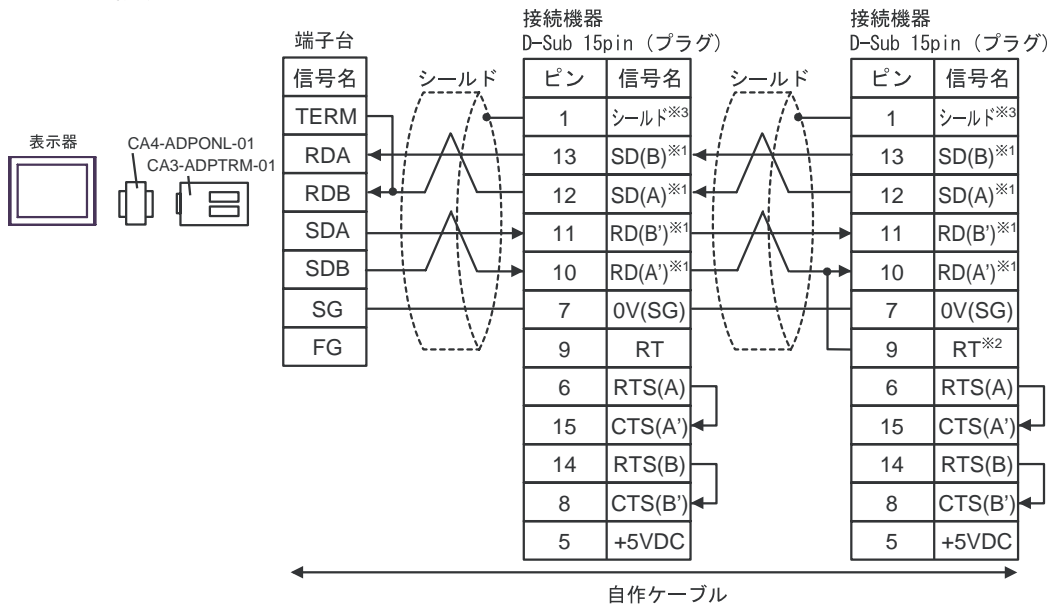 接続機器
D-Sub 15pin (プラグ)
接続機器
D-Sub 15pin (プラグ)
端子台
表示器
CA4-ADPONL-01
CA3-ADPTRM-01
信号名
TERM
RDA
RDB
SDA
SDB
SG
FG
シールド
ピン 信号名
1 シールド※3
13 SD(B)※1
12 SD(A)※1
11 RD(B')※1
10 RD(A')※1
7 0V(SG)
9 RT
6 RTS(A)
15 CTS(A')
14 RTS(B)
8 CTS(B')
5 +5VDC
シールド
ピン 信号名
1 シールド※3
13 SD(B)※1
12 SD(A)※1
11 RD(B')※1
10 RD(A')※1
7 0V(SG)
9 RT※2
6 RTS(A)
15 CTS(A')
14 RTS(B)
8 CTS(B')
5 +5VDC
自作ケーブル